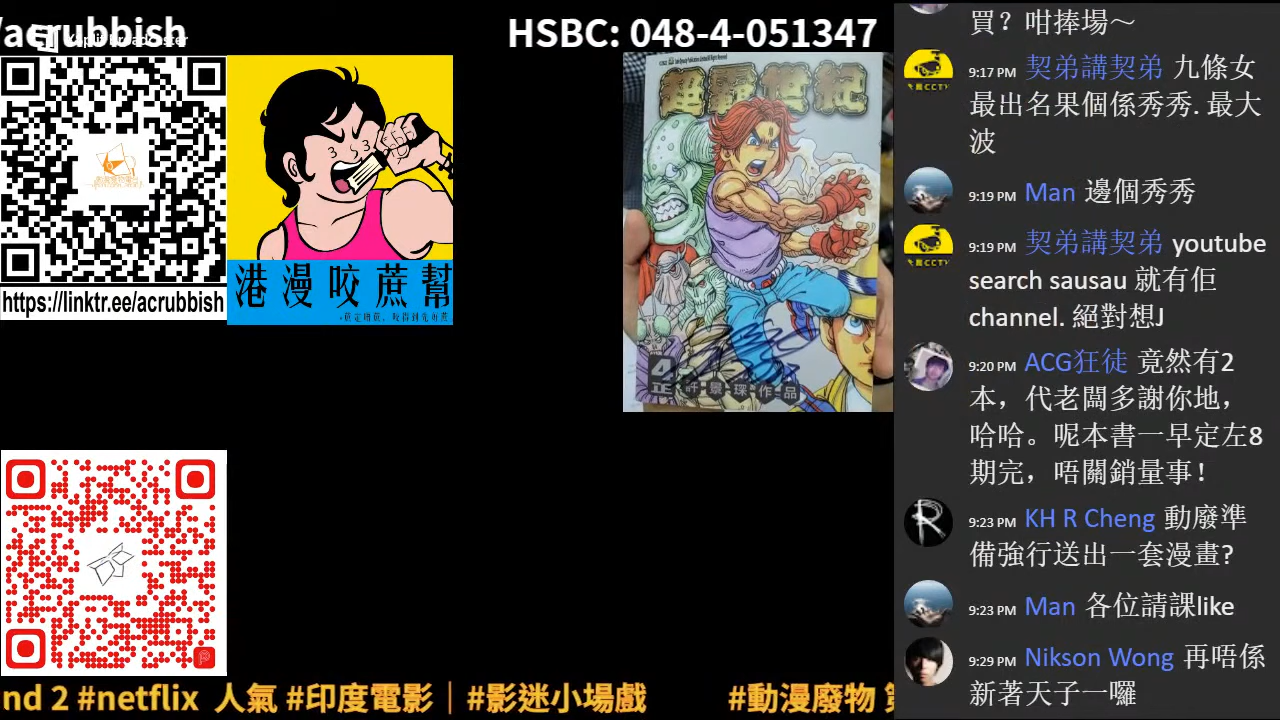 /acrubbish
HSBC: 048-4-051347
https://linktr.ee/acrubbish
港漫咬蔗幫
超霸世紀
4
正
許景琛作品
買？咁捧場～
9:17 PM 契弟講契弟 九條女
最出名果個係秀秀. 最大
波
9:19 PM Man 邊個秀秀
9:19 PM 契弟講契弟 youtube
search sausau 就有佢
channel. 絕對想J
9:20 PM ACG狂徒 竟然有2
本，代老闆多謝你地，
哈哈。呢本書一早定左8
期完，唔關銷量事！
9:23 PM KH R Cheng 動廢準
備強行送出一套漫畫?
9:23 PM Man 各位請課like
9:29 PM Nikson Wong 再唔係
新著天子一囉
nd 2 #netflix 人氣 #印度電影｜#影迷小場戲 #動漫廢物